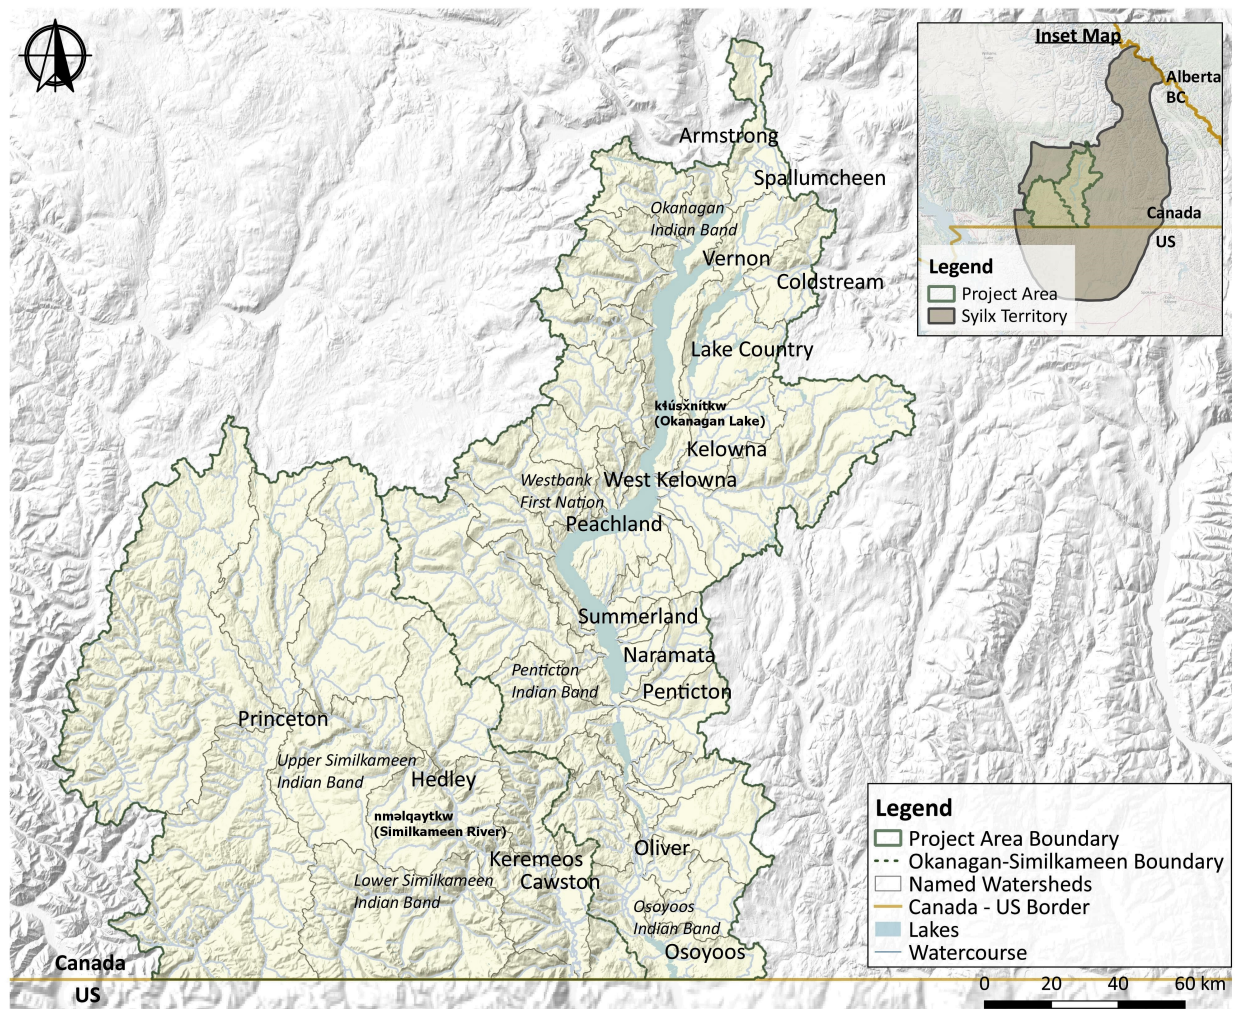 Inset Map
Alberta
BC
Canada
US
Legend
Project Area
Syilx Territory
Armstrong
Spallumcheen
Okanagan
Indian Band
Vernon
Coldstream
Lake Country
kɬúsx̌nítkw
(Okanagan Lake)
Kelowna
Westbank
First Nation
West Kelowna
Peachland
Summerland
Naramata
Penticton
Indian Band
Penticton
Princeton
Upper Similkameen
Indian Band
Hedley
nməlqaytkw
(Similkameen River)
Keremeos
Cawston
Oliver
Lower Similkameen
Indian Band
Osoyoos
Indian Band
Osoyoos
Canada
US
Legend
Project Area Boundary
Okanagan-Similkameen Boundary
Named Watersheds
Canada - US Border
Lakes
Watercourse
0 20 40 60 km